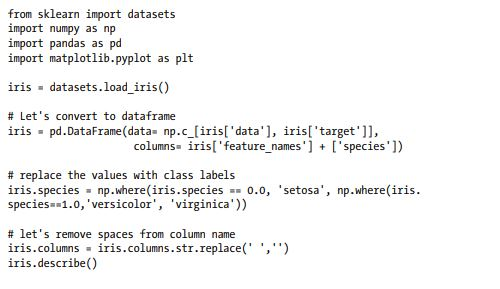 from sklearn import datasets
import numpy as np
import pandas as pd
import matplotlib.pyplot as plt

iris = datasets.load_iris()

# Let's convert to dataframe
iris = pd.DataFrame(data= np.c_[iris['data'], iris['target']],
                    columns= iris['feature_names'] + ['species'])

# replace the values with class labels
iris.species = np.where(iris.species == 0.0, 'setosa', np.where(iris.
species==1.0,'versicolor', 'virginica'))

# let's remove spaces from column name
iris.columns = iris.columns.str.replace(' ','')
iris.describe()